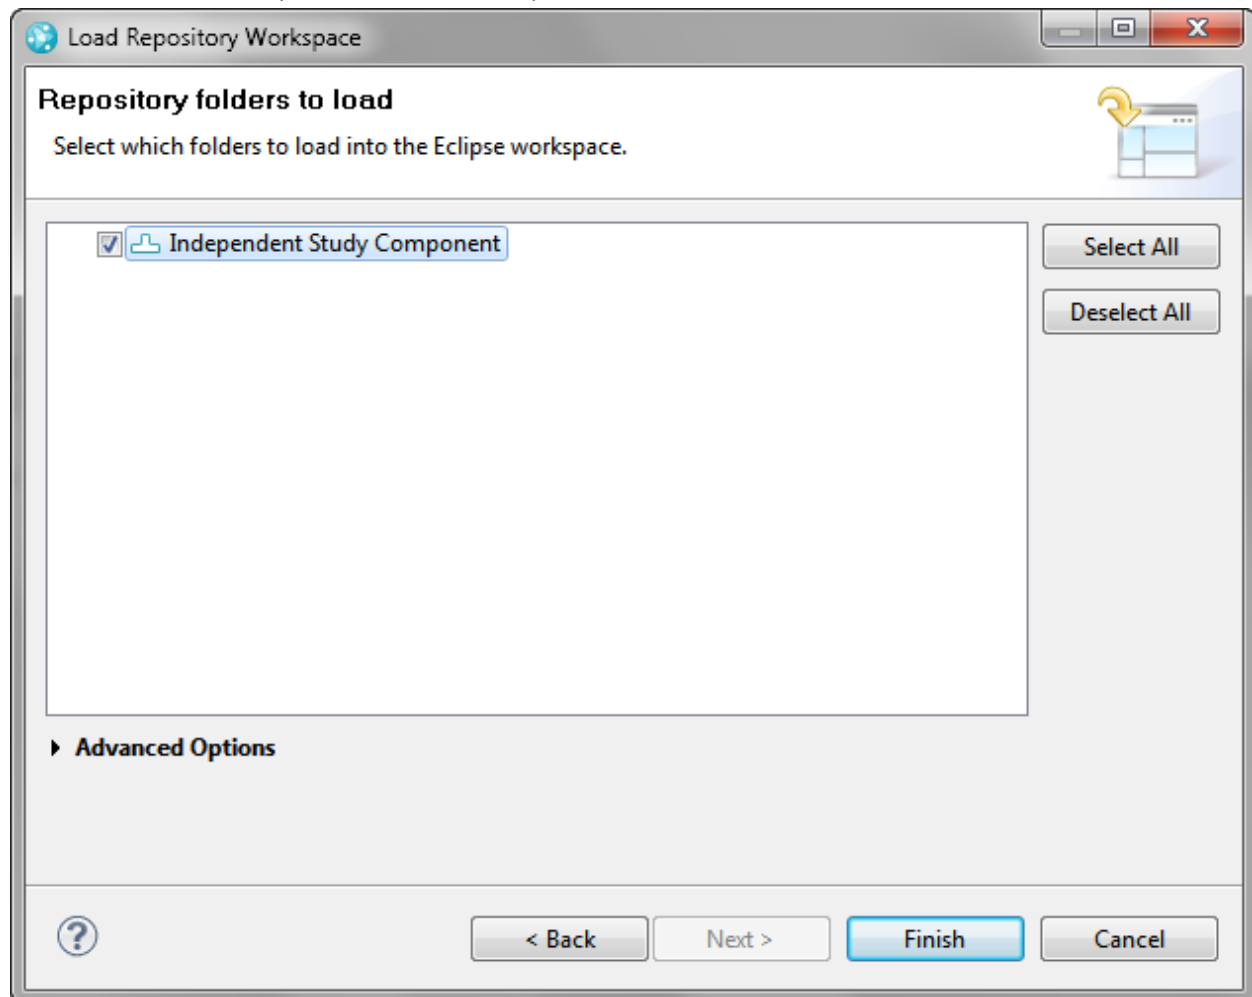 Load Repository Workspace
X
Repository folders to load
Select which folders to load into the Eclipse workspace.
Independent Study Component
Select All
Deselect All
Advanced Options
?
< Back
Next >
Finish
Cancel